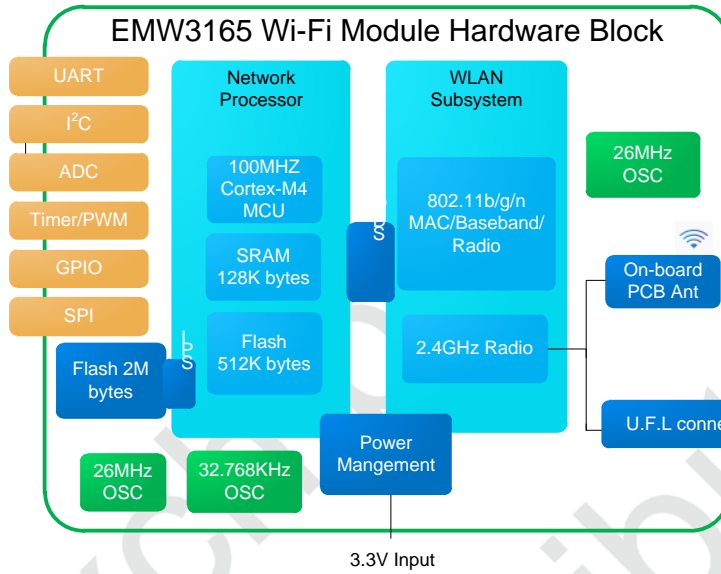 EMW3165 Wi-Fi Module Hardware Block
UART
I²C
ADC
Timer/PWM
GPIO
SPI
Network
Processor
100MHZ
Cortex-M4
MCU
SRAM
128K bytes
Flash
512K bytes
WLAN
Subsystem
802.11b/g/n
MAC/Baseband/
Radio
2.4GHz Radio
26MHz
OSC
On-board
PCB Ant
U.F.L conne
Flash 2M
bytes
Power
Mangement
26MHz
OSC
32.768KHz
OSC
3.3V Input